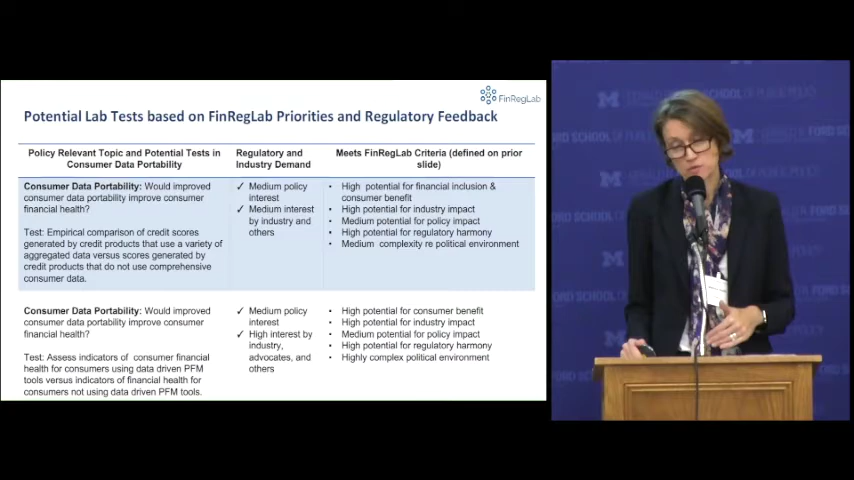 FinRegLab
Potential Lab Tests based on FinRegLab Priorities and Regulatory Feedback
Policy Relevant Topic and Potential Tests in
Consumer Data Portability
Regulatory and
Industry Demand
Meets FinRegLab Criteria (defined on prior
slide)
Consumer Data Portability: Would improved
consumer data portability improve consumer
financial health?
Test: Empirical comparison of credit scores
generated by credit products that use a variety of
aggregated data versus scores generated by
credit products that do not use comprehensive
consumer data.
✓ Medium policy
interest
✓ Medium interest
by industry and
others
• High potential for financial inclusion &
consumer benefit
• High potential for industry impact
• Medium potential for policy impact
• High potential for regulatory harmony
• Medium complexity re political environment
Consumer Data Portability: Would improved
consumer data portability improve consumer
financial health?
Test: Assess indicators of consumer financial
health for consumers using data driven PFM
tools versus indicators of financial health for
consumers not using data driven PFM tools.
✓ Medium policy
interest
✓ High interest by
industry,
advocates, and
others
• High potential for consumer benefit
• High potential for industry impact
• Medium potential for policy impact
• High potential for regulatory harmony
• Highly complex political environment
M
FORD SCHOOL